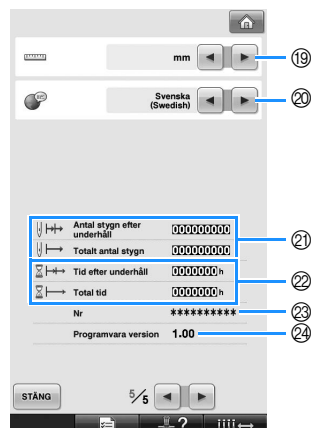 mm
⑲
Svenska
(Swedish)
⑳
Antal stygn efter
underhåll
000000000
Totalt antal stygn
000000000
㉑
Tid efter underhåll
0000000 h
Total tid
0000000 h
㉒
Nr
**********
㉓
Programvara version
1.00
㉔
STÄNG
5/5
?